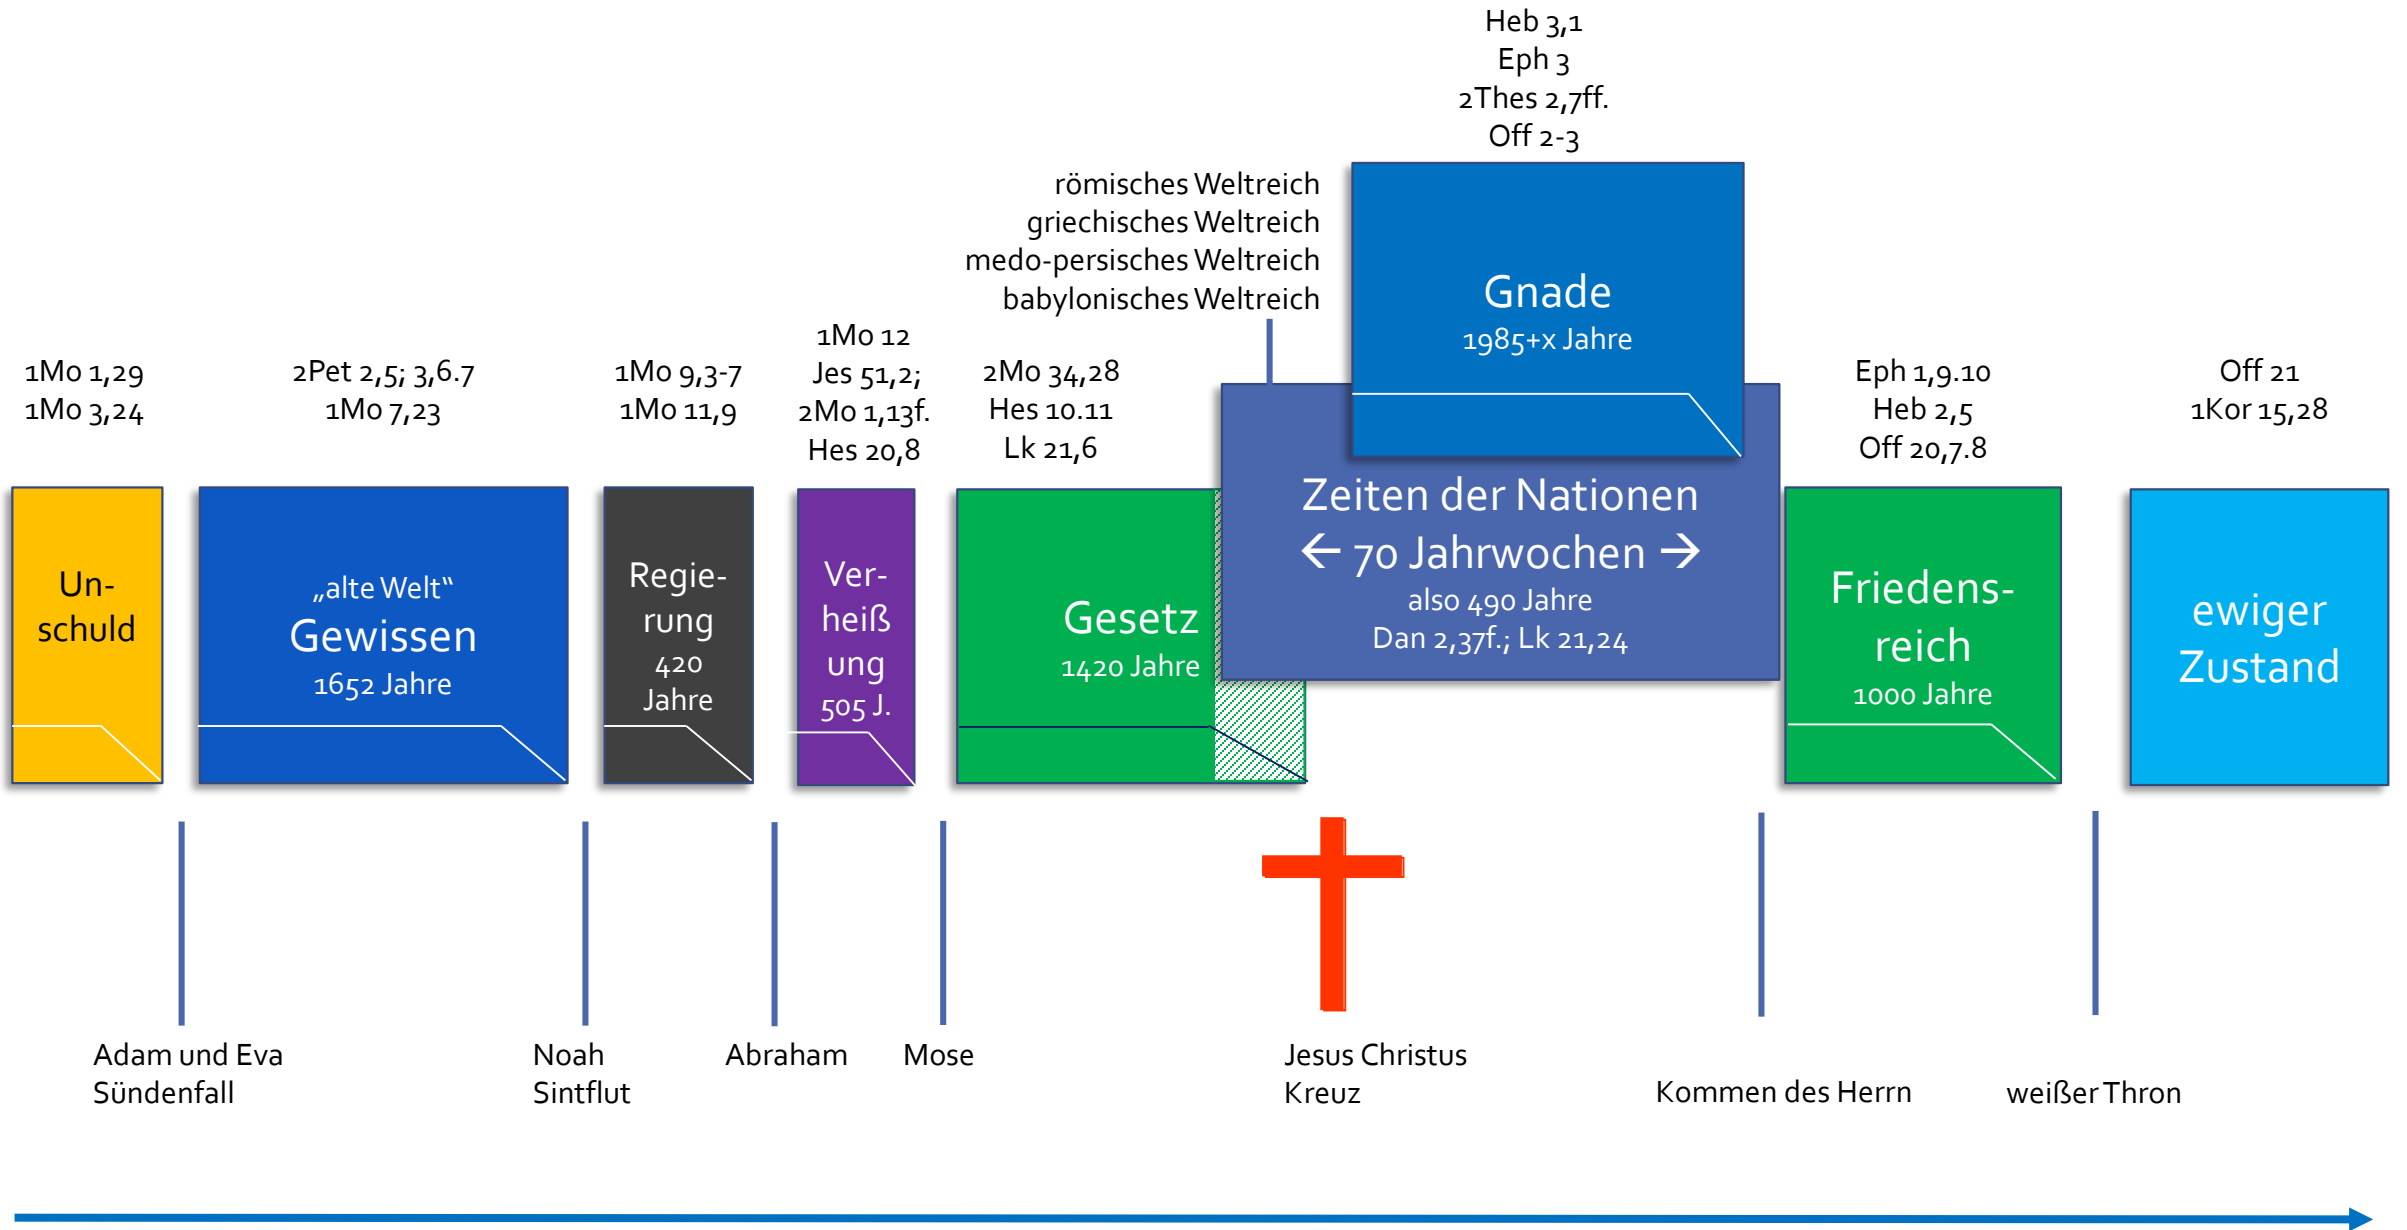 Heb 3,1
Eph 3
2Thes 2,7ff.
Off 2-3
römisches Weltreich
griechisches Weltreich
medo-persisches Weltreich
babylonisches Weltreich
Gnade
1985+x Jahre
1Mo 1,29
1Mo 3,24
2Pet 2,5; 3,6.7
1Mo 7,23
1Mo 9,3-7
1Mo 11,9
1Mo 12
Jes 51,2;
2Mo 1,13f.
Hes 20,8
2Mo 34,28
Hes 10.11
Lk 21,6
Eph 1,9.10
Heb 2,5
Off 20,7.8
Off 21
1Kor 15,28
Un-
schuld
„alte Welt“
Gewissen
1652 Jahre
Regie-
rung
420
Jahre
Ver-
heiß
ung
505 J.
Gesetz
1420 Jahre
Zeiten der Nationen
← 70 Jahrwochen →
also 490 Jahre
Dan 2,37f.; Lk 21,24
Friedens-
reich
1000 Jahre
ewiger
Zustand
Adam und Eva
Sündenfall
Noah
Sintflut
Abraham
Mose
Jesus Christus
Kreuz
Kommen des Herrn
weißer Thron